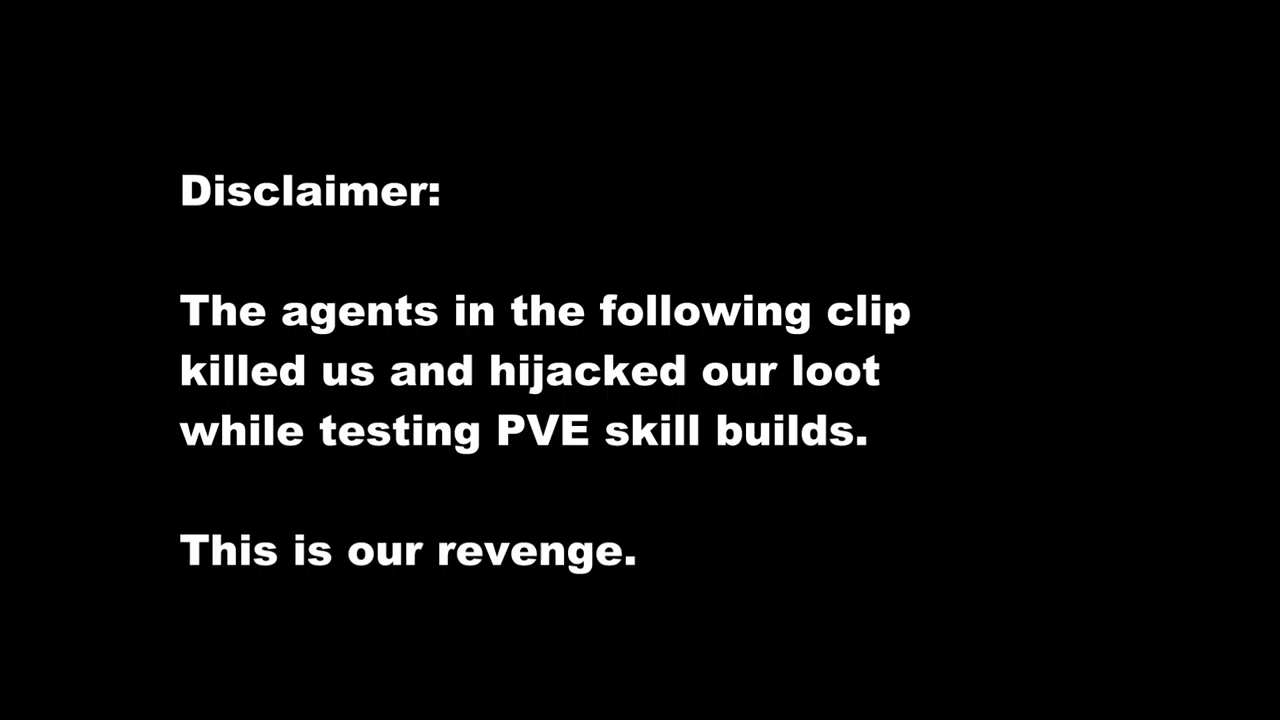 Disclaimer:
The agents in the following clip
killed us and hijacked our loot
while testing PVE skill builds.
This is our revenge.